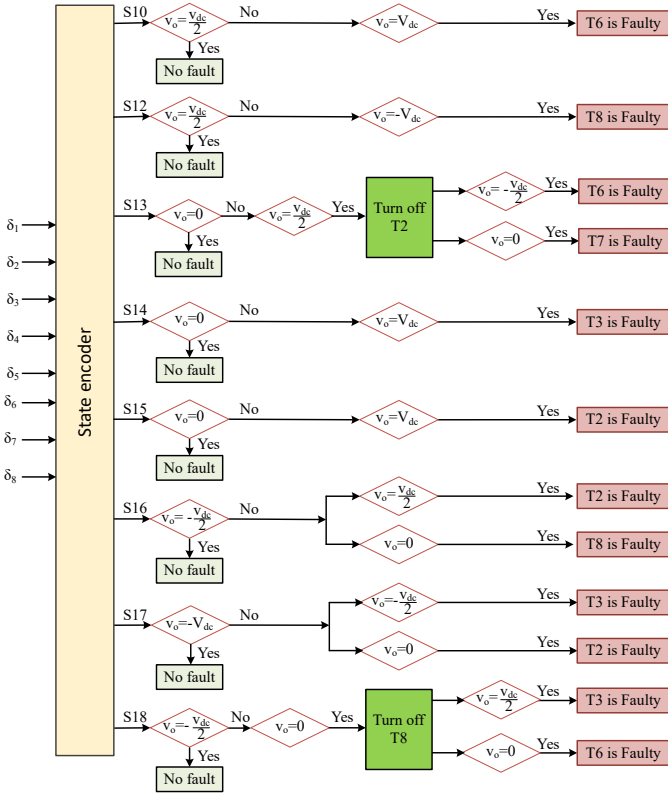 δ1
δ2
δ3
δ4
δ5
δ6
δ7
δ8
State encoder
S10 vo=vdc/2 No vo=Vdc Yes T6 is Faulty
Yes
No fault
S12 vo=vdc/2 No vo=-Vdc Yes T8 is Faulty
Yes
No fault
S13 vo=0 No vo=vdc/2 Yes Turn off T2 vo= -vdc/2 Yes T6 is Faulty
vo=0 Yes T7 is Faulty
Yes
No fault
S14 vo=0 No vo=Vdc Yes T3 is Faulty
Yes
No fault
S15 vo=0 No vo=Vdc Yes T2 is Faulty
Yes
No fault
S16 vo= -vdc/2 No vo=vdc/2 Yes T2 is Faulty
vo=0 Yes T8 is Faulty
Yes
No fault
S17 vo=-Vdc No vo=-vdc/2 Yes T3 is Faulty
vo=0 Yes T2 is Faulty
Yes
No fault
S18 vo=-vdc/2 No vo=0 Yes Turn off T8 vo=vdc/2 Yes T3 is Faulty
vo=0 Yes T6 is Faulty
Yes
No fault